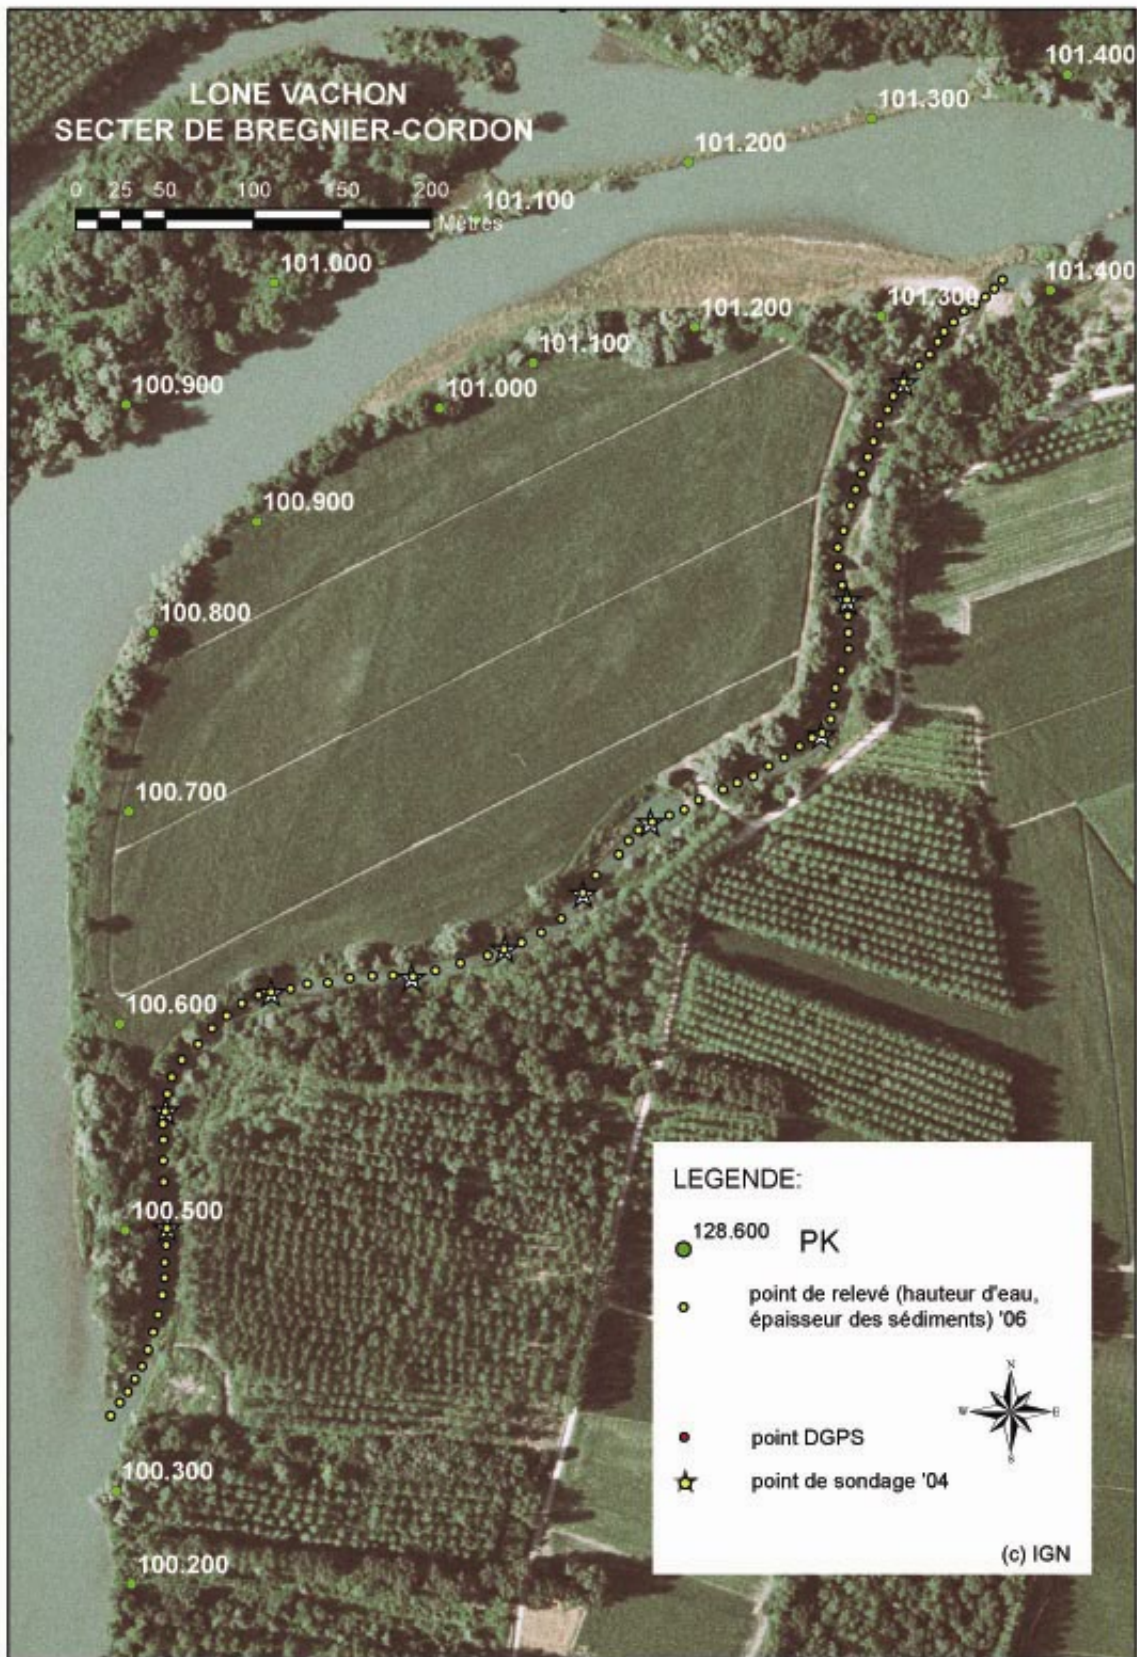 LONE VACHON
SECTER DE BREGNIER-CORDON
0 25 50 100 150 200
Mètres
101.400
101.300
101.200
101.100
101.000
100.900
101.400
101.300
101.200
101.100
101.000
100.900
100.800
100.700
100.600
100.500
100.300
100.200
LEGENDE:
128.600 PK
point de relevé (hauteur d'eau,
épaisseur des sédiments) '06
N
W E
S
point DGPS
point de sondage '04
(c) IGN